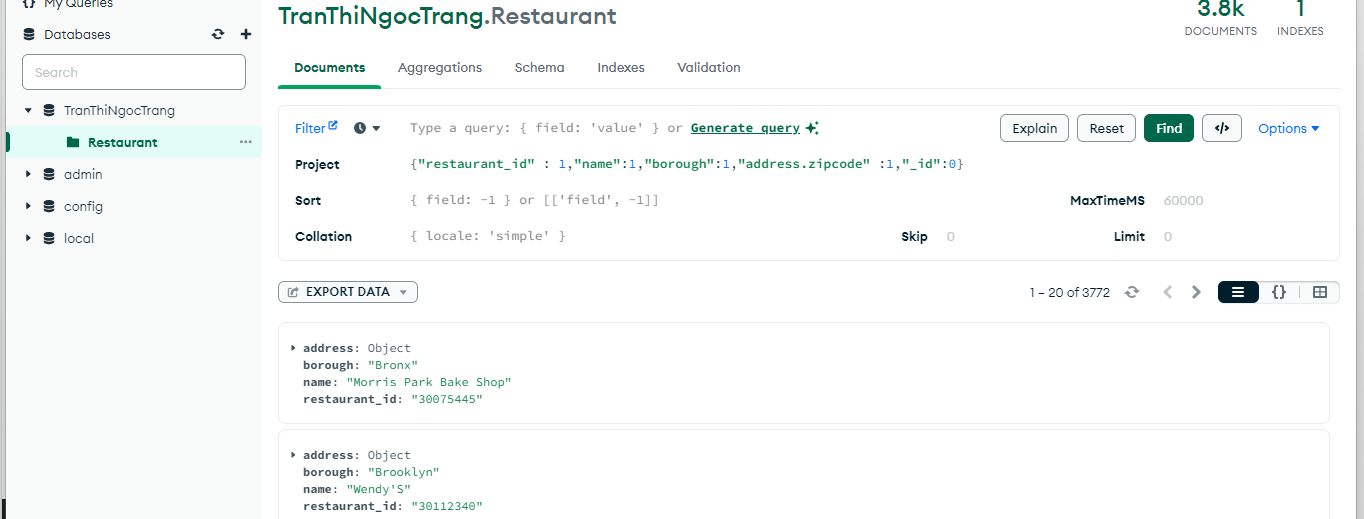 {} My Queries
Databases
Search
TranThiNgocTrang
Restaurant
admin
config
local
TranThiNgocTrang.Restaurant
3.8k
DOCUMENTS
1
INDEXES
Documents Aggregations Schema Indexes Validation
Filter Type a query: { field: 'value' } or Generate query Explain Reset Find </> Options
Project {"restaurant_id" : 1,"name":1,"borough":1,"address.zipcode" :1,"_id":0}
Sort { field: -1 } or [['field', -1]] MaxTimeMS 60000
Collation { locale: 'simple' } Skip 0 Limit 0
EXPORT DATA 1 – 20 of 3772 {}
address: Object
borough: "Bronx"
name: "Morris Park Bake Shop"
restaurant_id: "30075445"
address: Object
borough: "Brooklyn"
name: "Wendy'S"
restaurant_id: "30112340"